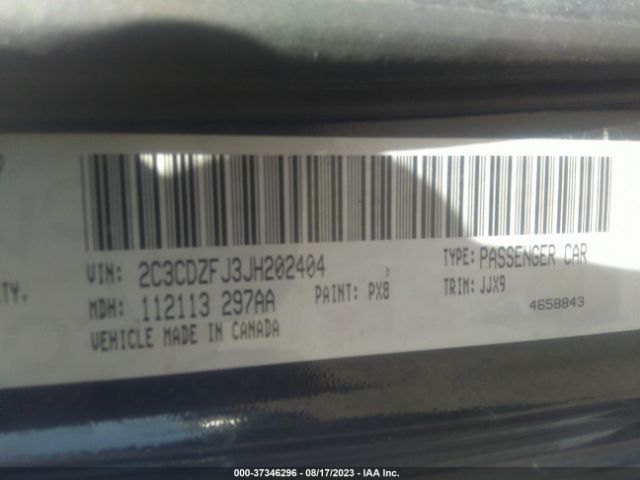 VIN: 2C3CDZFJ3JH202404
TYPE: PASSENGER CAR
ITY.
MDH: 112113 297AA
PAINT: PX8
TRIM: JJX9
VEHICLE MADE IN CANADA
4658843
000-37346296 - 08/17/2023 - IAA Inc.